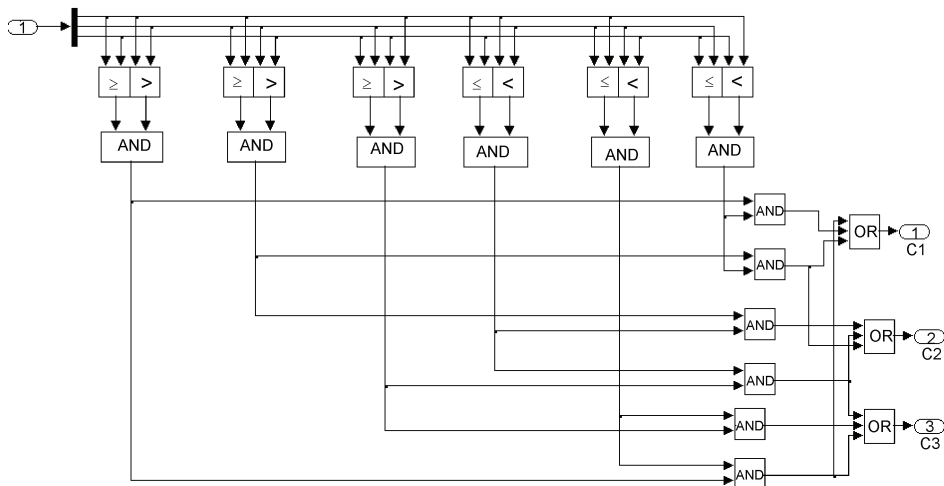 1
≥ > ≥ > ≥ > ≤ < ≤ < ≤ <
AND AND AND AND AND AND
AND
OR 1
C1
AND
AND
OR 2
C2
AND
AND
OR 3
C3
AND